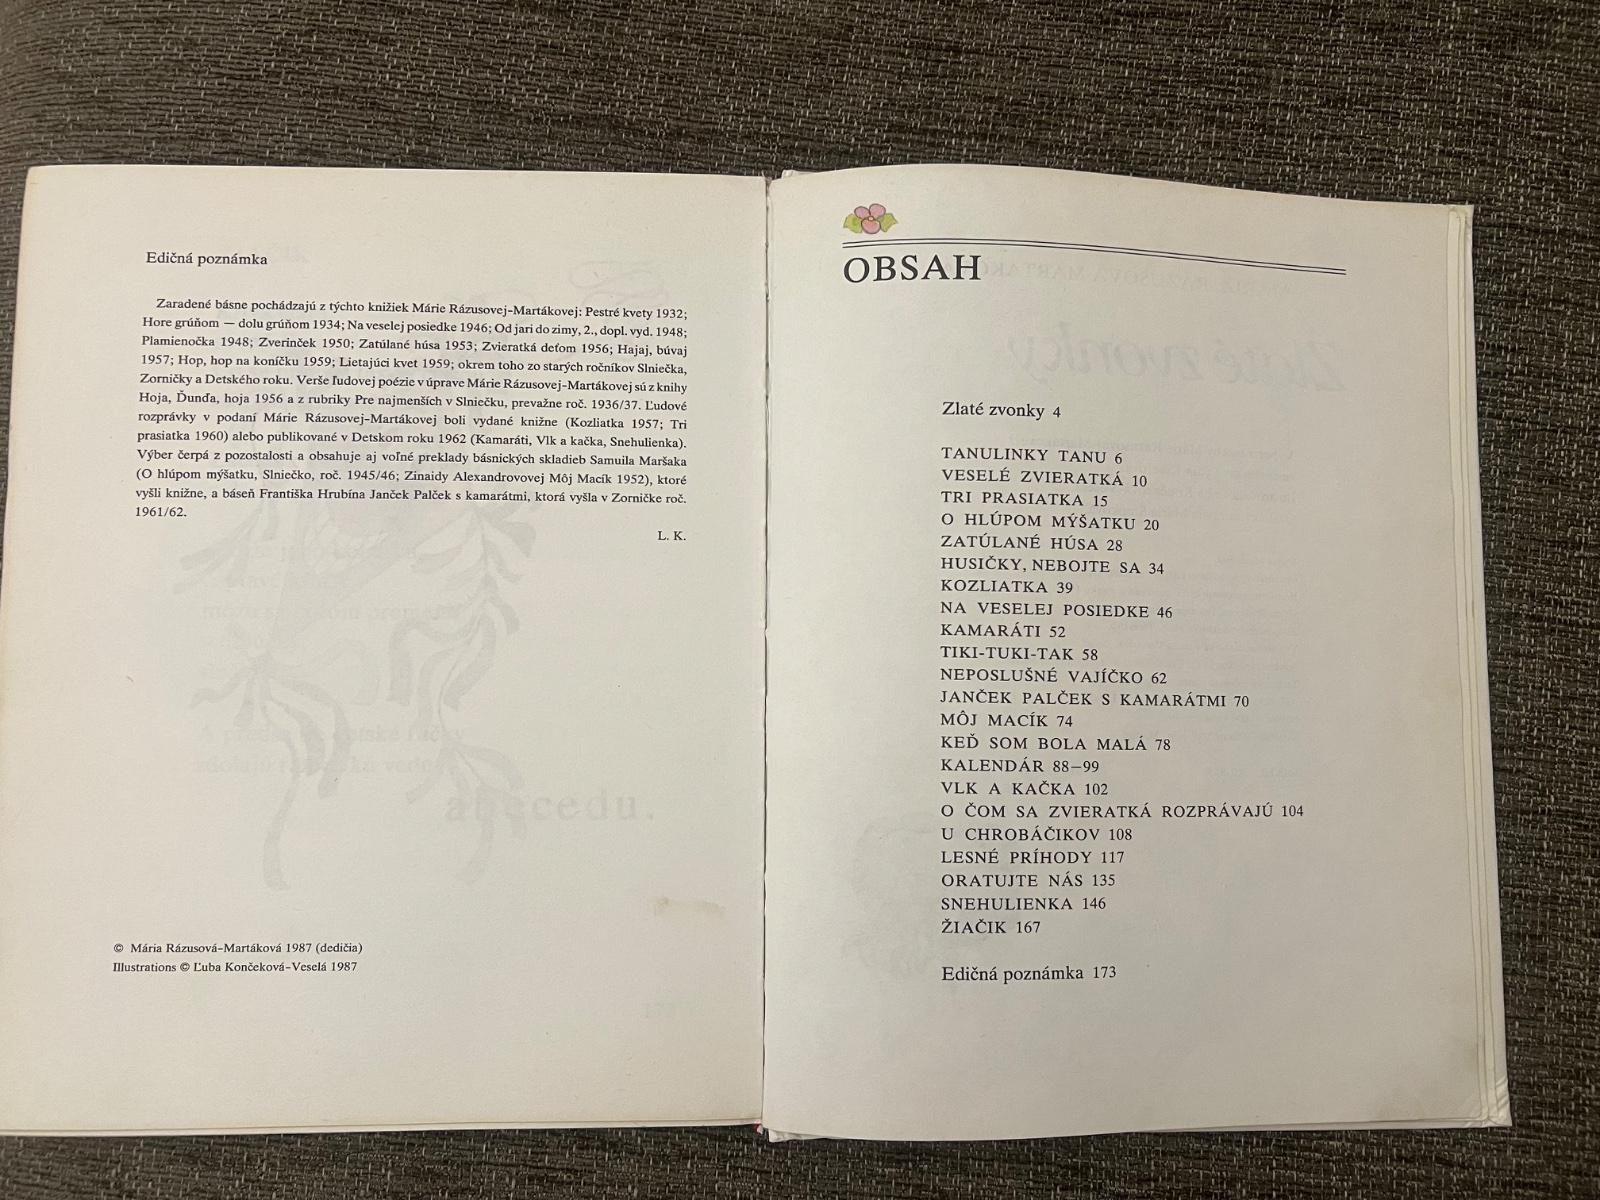 Edičná poznámka
Zaradené básne pochádzajú z týchto knižiek Márie Rázusovej-Martákovej: Pestré kvety 1932;
Hore grúňom — dolu grúňom 1934; Na veselej posiedke 1946; Od jari do zimy, 2., dopl. vyd. 1948;
Plamienočka 1948; Zverinček 1950; Zatúlané húsa 1953; Zvieratká deťom 1956; Hajaj, búvaj
1957; Hop, hop na koníčku 1959; Lietajúci kvet 1959; okrem toho zo starých ročníkov Slniečka,
Zorničky a Detského roku. Verše ľudovej poézie v úprave Márie Rázusovej-Martákovej sú z knihy
Hoja, Ďunďa, hoja 1956 a z rubriky Pre najmenších v Slniečku, prevažne roč. 1936/37. Ľudové
rozprávky v podaní Márie Rázusovej-Martákovej boli vydané knižne (Kozliatka 1957; Tri
prasiatka 1960) alebo publikované v Detskom roku 1962 (Kamaráti, Vlk a kačka, Snehulienka).
Výber čerpá z pozostalosti a obsahuje aj voľné preklady básnických skladieb Samuila Maršaka
(O hlúpom mýšatku, Slniečko, roč. 1945/46; Zinaidy Alexandrovovej Môj Macík 1952), ktoré
vyšli knižne, a báseň Františka Hrubína Janček Palček s kamarátmi, ktorá vyšla v Zorničke roč.
1961/62.
L. K.
© Mária Rázusová-Martáková 1987 (dedičia)
Illustrations © Ľuba Končeková-Veselá 1987
OBSAH
Zlaté zvonky 4
TANULINKY TANU 6
VESELÉ ZVIERATKÁ 10
TRI PRASIATKA 15
O HLÚPOM MÝŠATKU 20
ZATÚLANÉ HÚSA 28
HUSIČKY, NEBOJTE SA 34
KOZLIATKA 39
NA VESELEJ POSIEDKE 46
KAMARÁTI 52
TIKI-TUKI-TAK 58
NEPOSLUŠNÉ VAJÍČKO 62
JANČEK PALČEK S KAMARÁTMI 70
MÔJ MACÍK 74
KEĎ SOM BOLA MALÁ 78
KALENDÁR 88—99
VLK A KAČKA 102
O ČOM SA ZVIERATKÁ ROZPRÁVAJÚ 104
U CHROBÁČIKOV 108
LESNÉ PRÍHODY 117
ORATUJTE NÁS 135
SNEHULIENKA 146
ŽIAČIK 167
Edičná poznámka 173